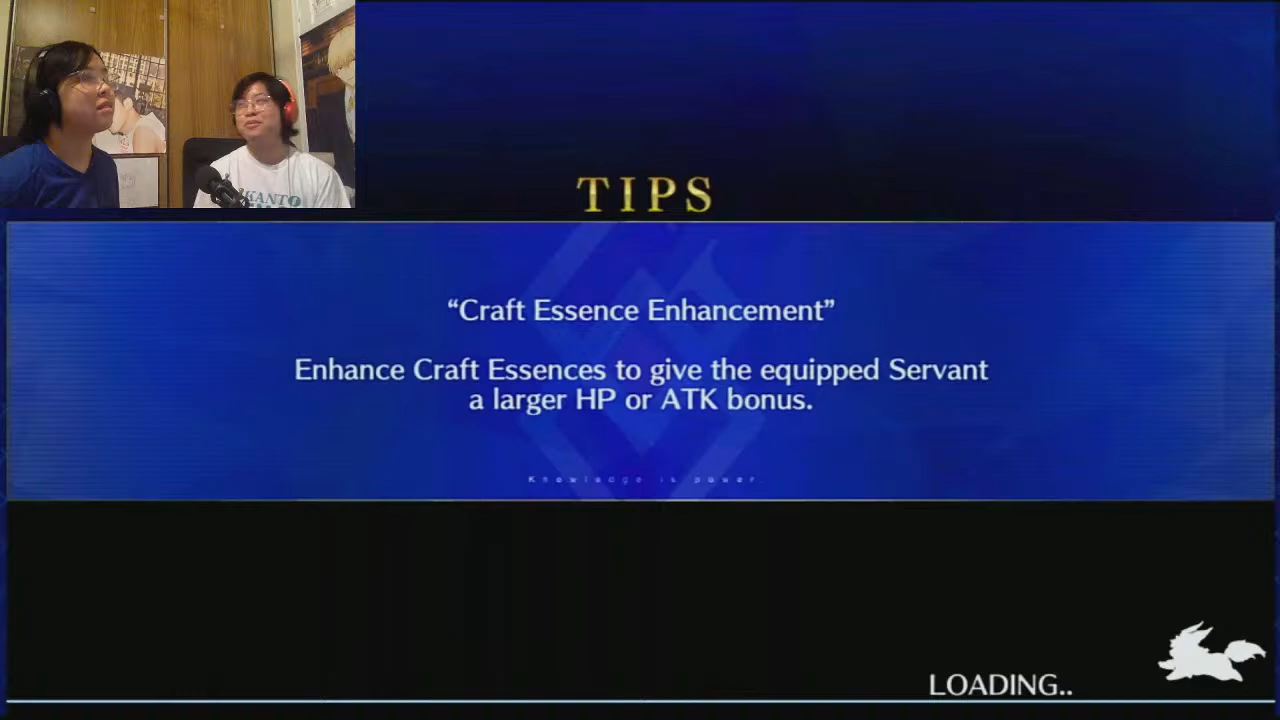 KANTO
TIPS
“Craft Essence Enhancement”
Enhance Craft Essences to give the equipped Servant
a larger HP or ATK bonus.
Knowledge is power.
LOADING..